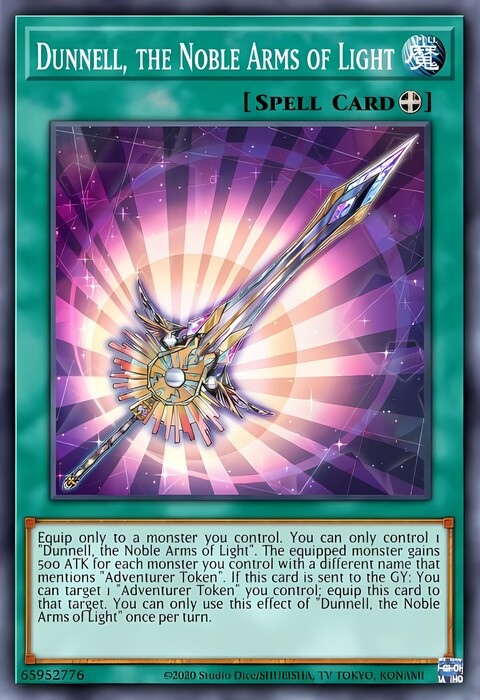 DUNNELL, THE NOBLE ARMS OF LIGHT 魔
[SPELL CARD]
Equip only to a monster you control. You can only control 1
"Dunnell, the Noble Arms of Light". The equipped monster gains
500 ATK for each monster you control with a different name that
mentions "Adventurer Token". If this card is sent to the GY: You
can target 1 "Adventurer Token" you control; equip this card to
that target. You can only use this effect of "Dunnell, the Noble
Arms of Light" once per turn.
65952776 ©2020 Studio Dice/SHUEISHA, TV TOKYO, KONAMI